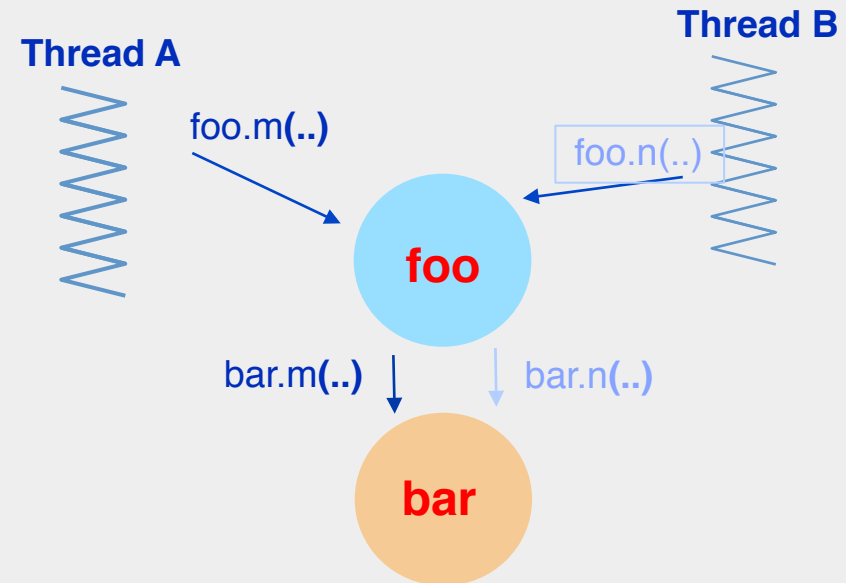 Thread B
Thread A
foo.m(..)
foo.n(..)
foo
bar.m(..)
bar.n(..)
bar